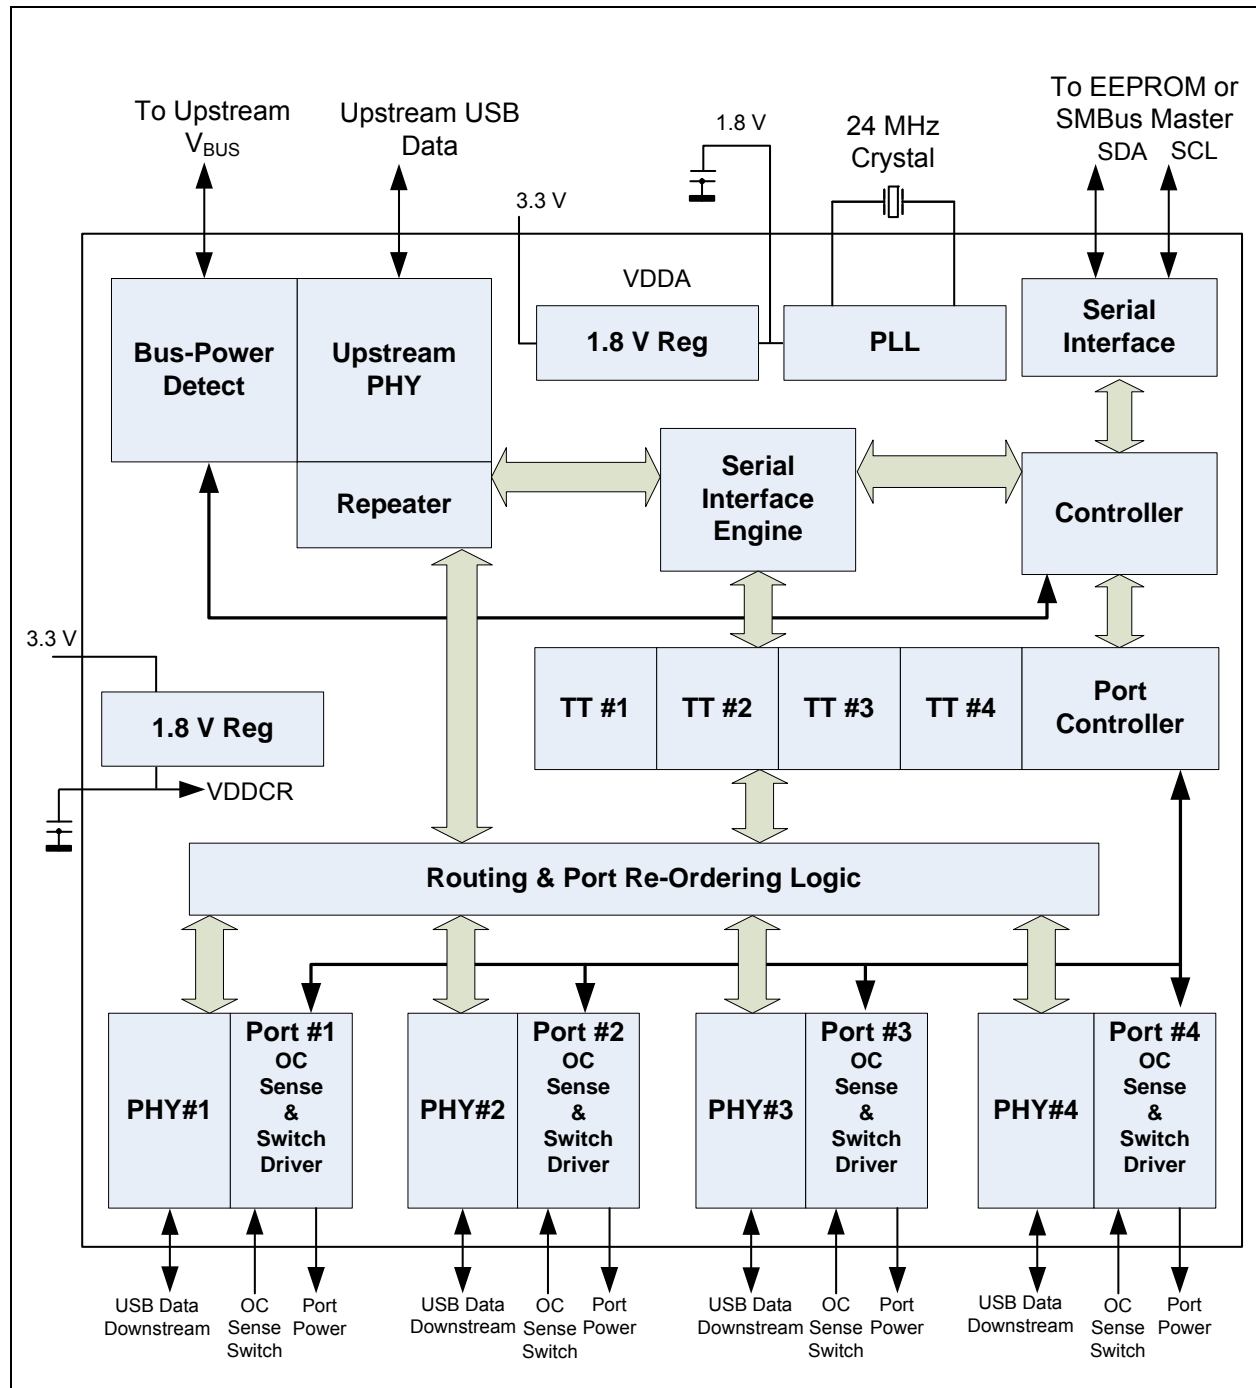 To Upstream
VBUS
Upstream USB
Data
3.3 V
1.8 V
24 MHz
Crystal
To EEPROM or
SMBus Master
SDA SCL
Bus-Power
Detect
Upstream
PHY
VDDA
1.8 V Reg
PLL
Serial
Interface
Repeater
Serial
Interface
Engine
Controller
3.3 V
1.8 V Reg
VDDCR
TT #1
TT #2
TT #3
TT #4
Port
Controller
Routing & Port Re-Ordering Logic
PHY#1
Port #1
OC
Sense
&
Switch
Driver
PHY#2
Port #2
OC
Sense
&
Switch
Driver
PHY#3
Port #3
OC
Sense
&
Switch
Driver
PHY#4
Port #4
OC
Sense
&
Switch
Driver
USB Data
Downstream
OC
Sense
Switch
Port
Power
USB Data
Downstream
OC
Sense
Switch
Port
Power
USB Data
Downstream
OC
Sense
Switch
Port
Power
USB Data
Downstream
OC
Sense
Switch
Port
Power